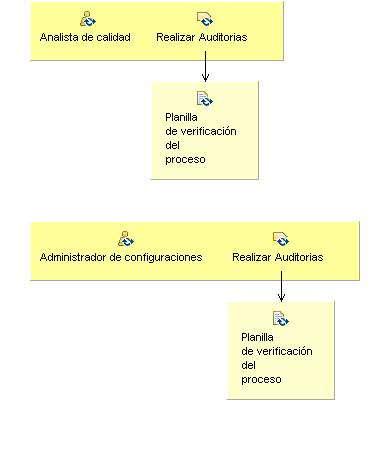 Analista de calidad
Realizar Auditorias
Planilla
de verificación
del
proceso
Administrador de configuraciones
Realizar Auditorias
Planilla
de verificación
del
proceso